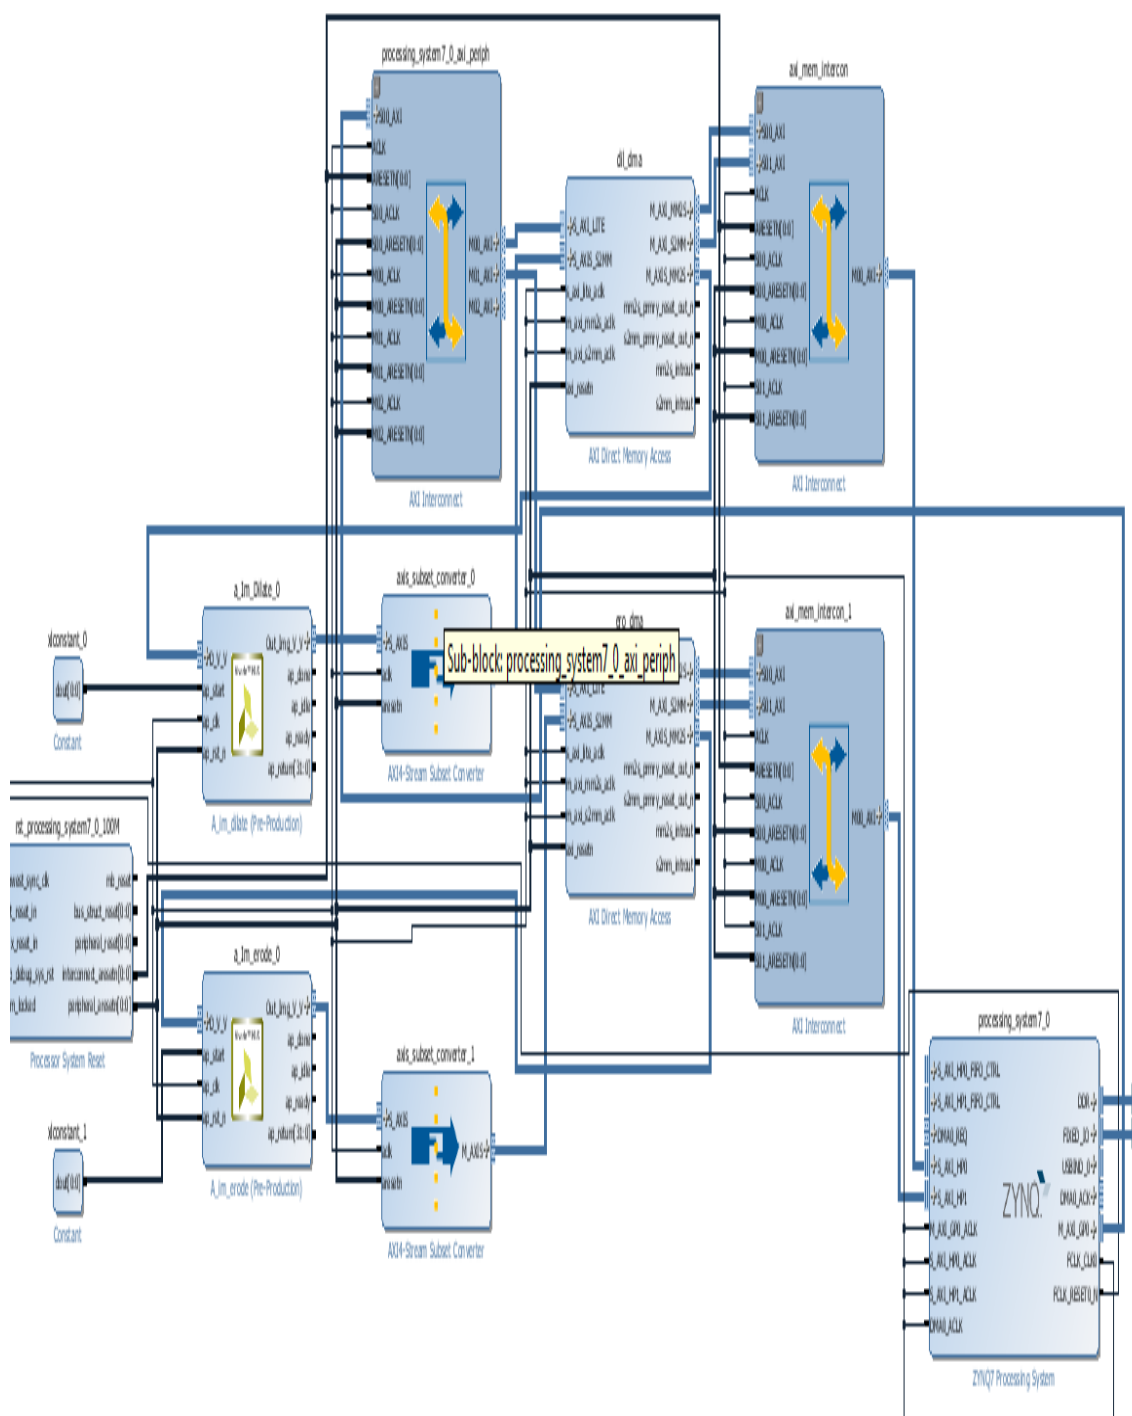 processing_system7_0_axi_periph
S00_AXI
ACLK
ARESETN[0:0]
S00_ACLK
S00_ARESETN[0:0]
M00_ACLK
M00_ARESETN[0:0]
M01_ACLK
M01_ARESETN[0:0]
M02_ACLK
M02_ARESETN[0:0]
M00_AXI
M01_AXI
M02_AXI
AXI Interconnect
dil_dma
S_AXI_LITE
S_AXIS_S2MM
s_axi_lite_aclk
m_axi_mm2s_aclk
m_axi_s2mm_aclk
axi_resetn
M_AXI_MM2S
M_AXI_S2MM
M_AXIS_MM2S
mm2s_prmry_reset_out_n
s2mm_prmry_reset_out_n
mm2s_introut
s2mm_introut
AXI Direct Memory Access
axi_mem_intercon
S00_AXI
S01_AXI
ACLK
ARESETN[0:0]
S00_ACLK
S00_ARESETN[0:0]
M00_ACLK
M00_ARESETN[0:0]
S01_ACLK
S01_ARESETN[0:0]
M00_AXI
AXI Interconnect
xlconstant_0
dout[0:0]
Constant
a_Im_Dilate_0
D_V_V
ap_start
ap_clk
ap_rst_n
Out_Img_V_V
ap_done
ap_idle
ap_ready
ap_return[31:0]
A_im_dilate (Pre-Production)
axis_subset_converter_0
S_AXIS
aclk
aresetn
AXI4-Stream Subset Converter
Sub-block: processing_system7_0_axi_periph
ero_dma
S_AXI_LITE
S_AXIS_S2MM
s_axi_lite_aclk
m_axi_mm2s_aclk
m_axi_s2mm_aclk
axi_resetn
M_AXI_S2MM
M_AXIS_MM2S
mm2s_prmry_reset_out_n
s2mm_prmry_reset_out_n
mm2s_introut
s2mm_introut
AXI Direct Memory Access
axi_mem_intercon_1
S00_AXI
S01_AXI
ACLK
ARESETN[0:0]
S00_ACLK
S00_ARESETN[0:0]
M00_ACLK
M00_ARESETN[0:0]
S01_ACLK
S01_ARESETN[0:0]
M00_AXI
AXI Interconnect
rst_processing_system7_0_100M
west_sync_clk
_reset_in
x_reset_in
_debug_sys_rst
m_locked
mb_reset
bus_struct_reset[0:0]
peripheral_reset[0:0]
interconnect_aresetn[0:0]
peripheral_aresetn[0:0]
Processor System Reset
xlconstant_1
dout[0:0]
Constant
a_Im_erode_0
D_V_V
ap_start
ap_clk
ap_rst_n
Out_Img_V_V
ap_done
ap_idle
ap_ready
ap_return[31:0]
A_im_erode (Pre-Production)
axis_subset_converter_1
S_AXIS
aclk
aresetn
M_AXIS
AXI4-Stream Subset Converter
processing_system7_0
S_AXI_HP0_FIFO_CTRL
S_AXI_HP1_FIFO_CTRL
DMA0_REQ
S_AXI_HP0
S_AXI_HP1
M_AXI_GP0_ACLK
S_AXI_HP0_ACLK
S_AXI_HP1_ACLK
DMA0_ACLK
ZYNQ
DDR
FIXED_IO
USBIND_0
DMA0_ACK
M_AXI_GP0
FCLK_CLK0
FCLK_RESET0_N
ZYNQ7 Processing System